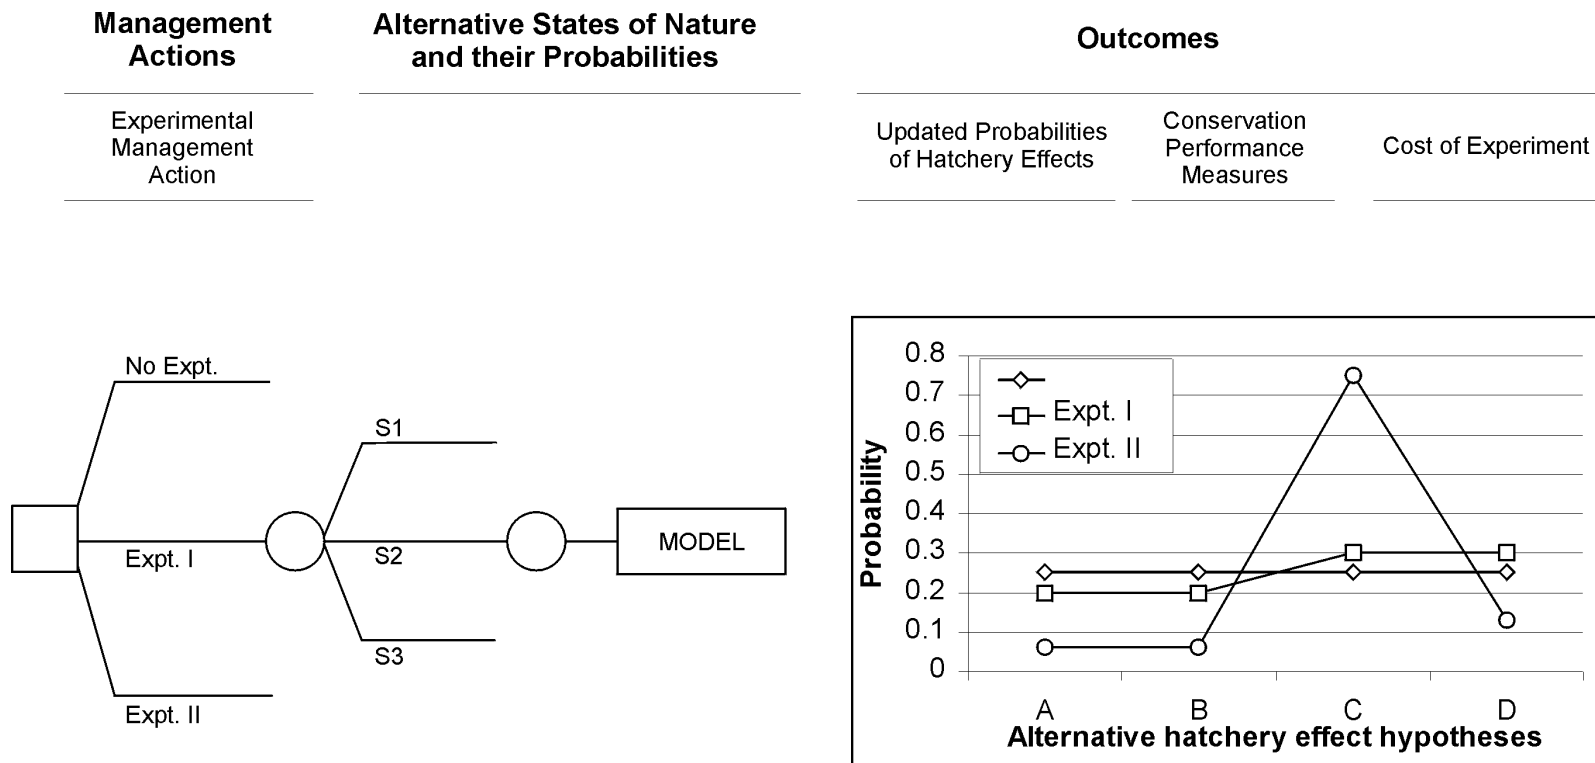 Management
Actions
Alternative States of Nature
and their Probabilities
Outcomes
Experimental
Management
Action
Updated Probabilities
of Hatchery Effects
Conservation
Performance
Measures
Cost of Experiment
No Expt.
Expt. I
Expt. II
S1
S2
S3
MODEL
0.8
0.7
0.6
0.5
0.4
0.3
0.2
0.1
0
Probability
Expt. I
Expt. II
A B C D
Alternative hatchery effect hypotheses